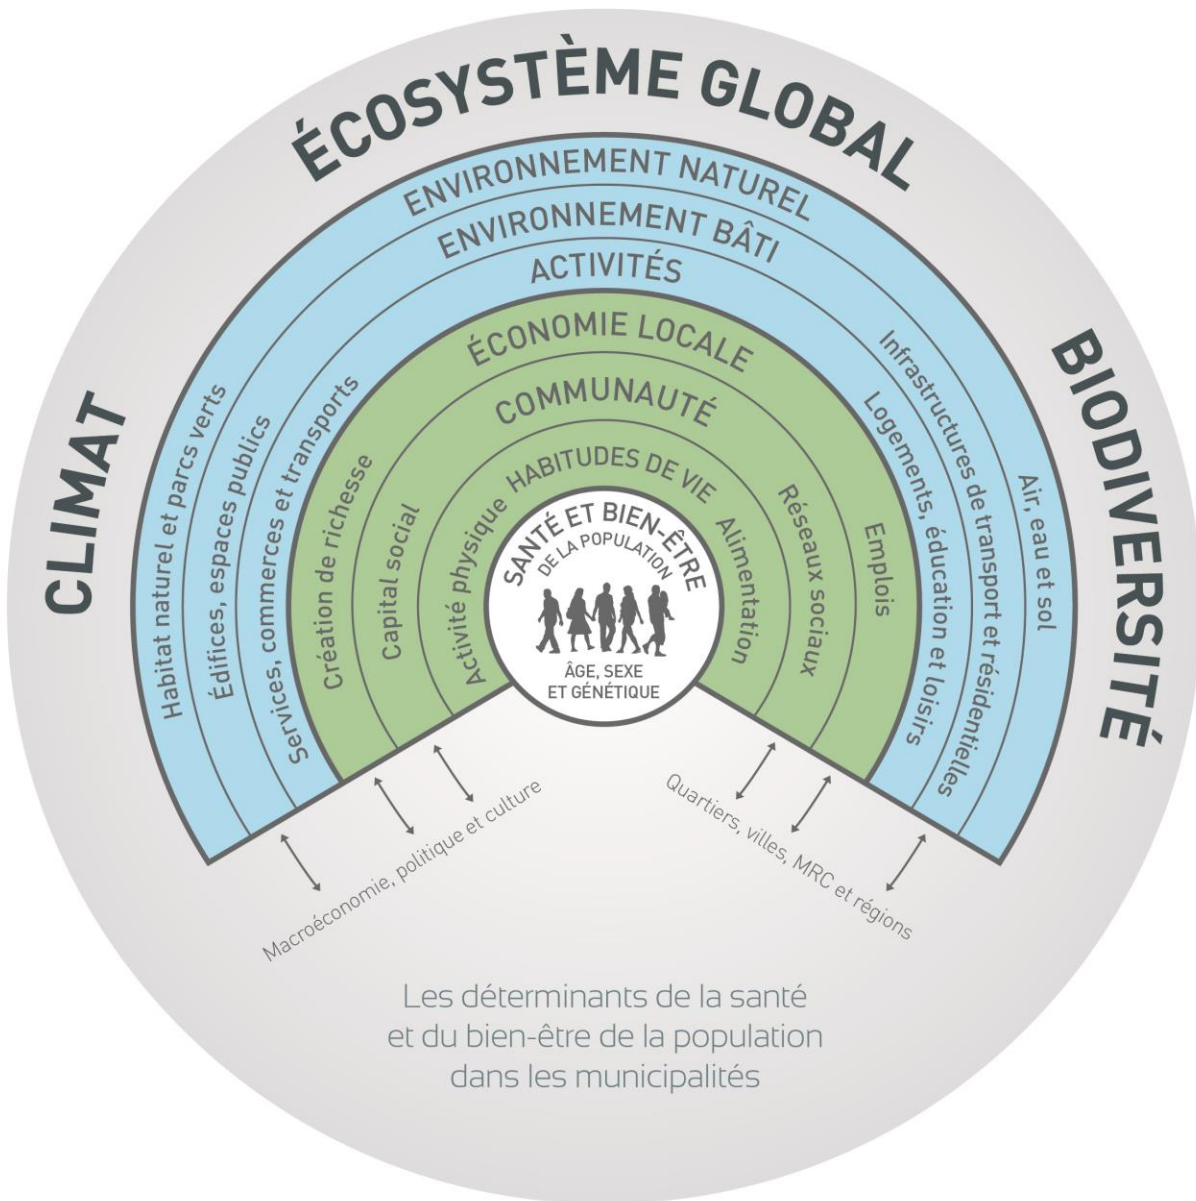 ÉCOSYSTÈME GLOBAL
CLIMAT
BIODIVERSITÉ
ENVIRONNEMENT NATUREL
Habitat naturel et parcs verts
Air, eau et sol
ENVIRONNEMENT BÂTI
Édifices, espaces publics
Infrastructures de transport et résidentielles
ACTIVITÉS
Services, commerces et transports
Logements, éducation et loisirs
ÉCONOMIE LOCALE
Création de richesse
Emplois
COMMUNAUTÉ
Capital social
Réseaux sociaux
HABITUDES DE VIE
Activité physique
Alimentation
SANTÉ ET BIEN-ÊTRE
DE LA POPULATION
ÂGE, SEXE
ET GÉNÉTIQUE
Macroéconomie, politique et culture
Quartiers, villes, MRC et régions
Les déterminants de la santé
et du bien-être de la population
dans les municipalités